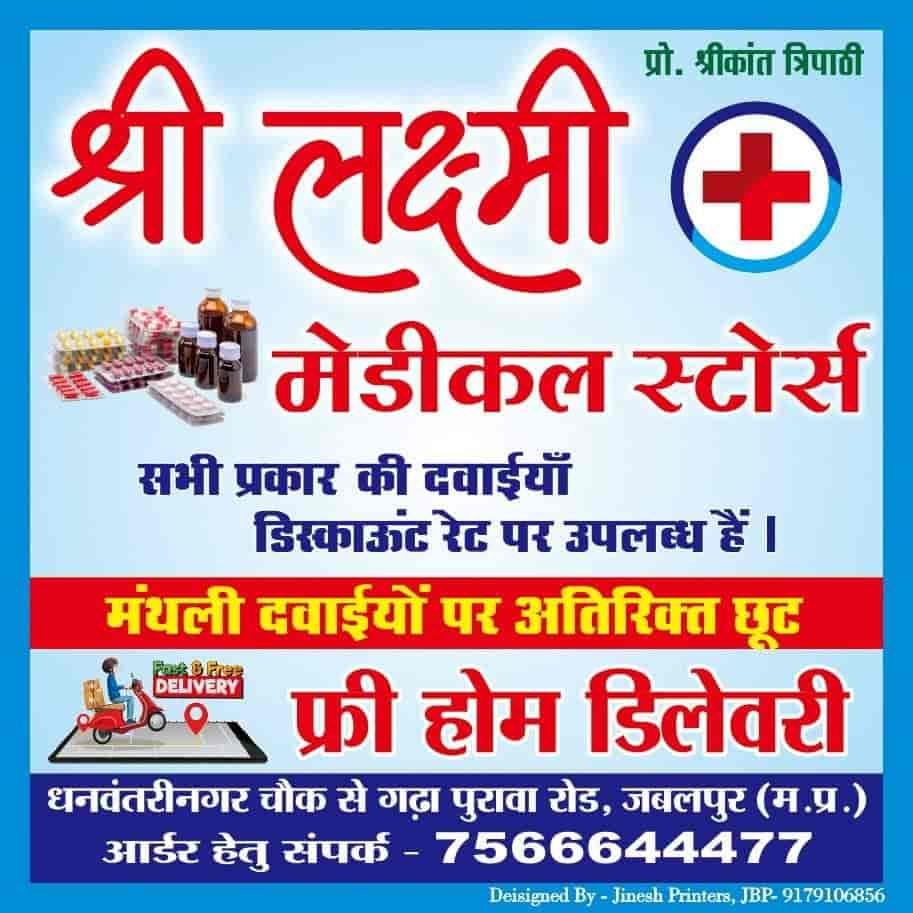 प्रो. श्रीकांत त्रिपाठी
श्री लक्ष्मी
मेडीकल स्टोर्स
सभी प्रकार की दवाईयाँ
डिस्काऊंट रेट पर उपलब्ध हैं ।
मंथली दवाईयों पर अतिरिक्त छूट
Fast & Free
DELIVERY
फ्री होम डिलेवरी
धनवंतरीनगर चौक से गढ़ा पुरावा रोड, जबलपुर (म.प्र.)
आर्डर हेतु संपर्क - 7566644477
Deisigned By - Jinesh Printers, JBP- 9179106856